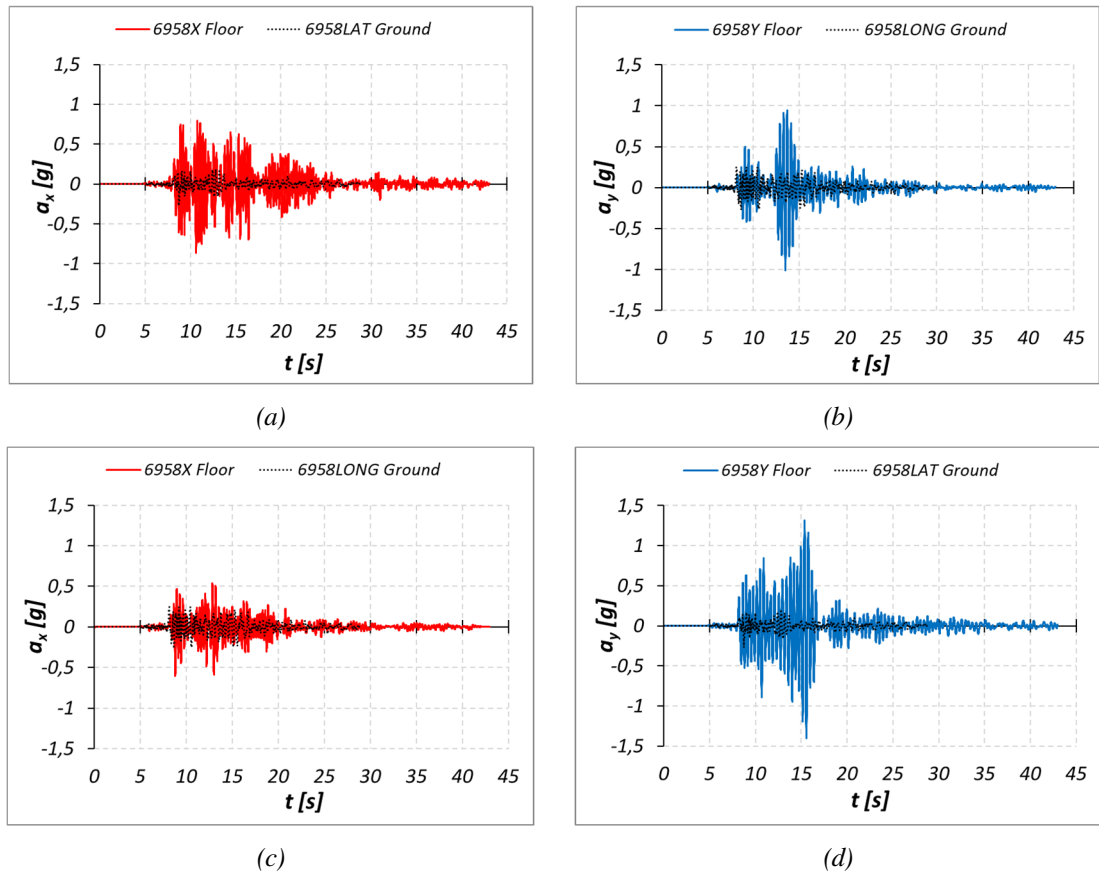 6958X Floor 6958LAT Ground
1,5
1
0,5
0
-0,5
-1
-1,5
aₓ [g]
0 5 10 15 20 25 30 35 40 45
t [s]
(a)
6958Y Floor 6958LONG Ground
1,5
1
0,5
0
-0,5
-1
-1,5
a_y [g]
0 5 10 15 20 25 30 35 40 45
t [s]
(b)
6958X Floor 6958LONG Ground
1,5
1
0,5
0
-0,5
-1
-1,5
aₓ [g]
0 5 10 15 20 25 30 35 40 45
t [s]
(c)
6958Y Floor 6958LAT Ground
1,5
1
0,5
0
-0,5
-1
-1,5
a_y [g]
0 5 10 15 20 25 30 35 40 45
t [s]
(d)